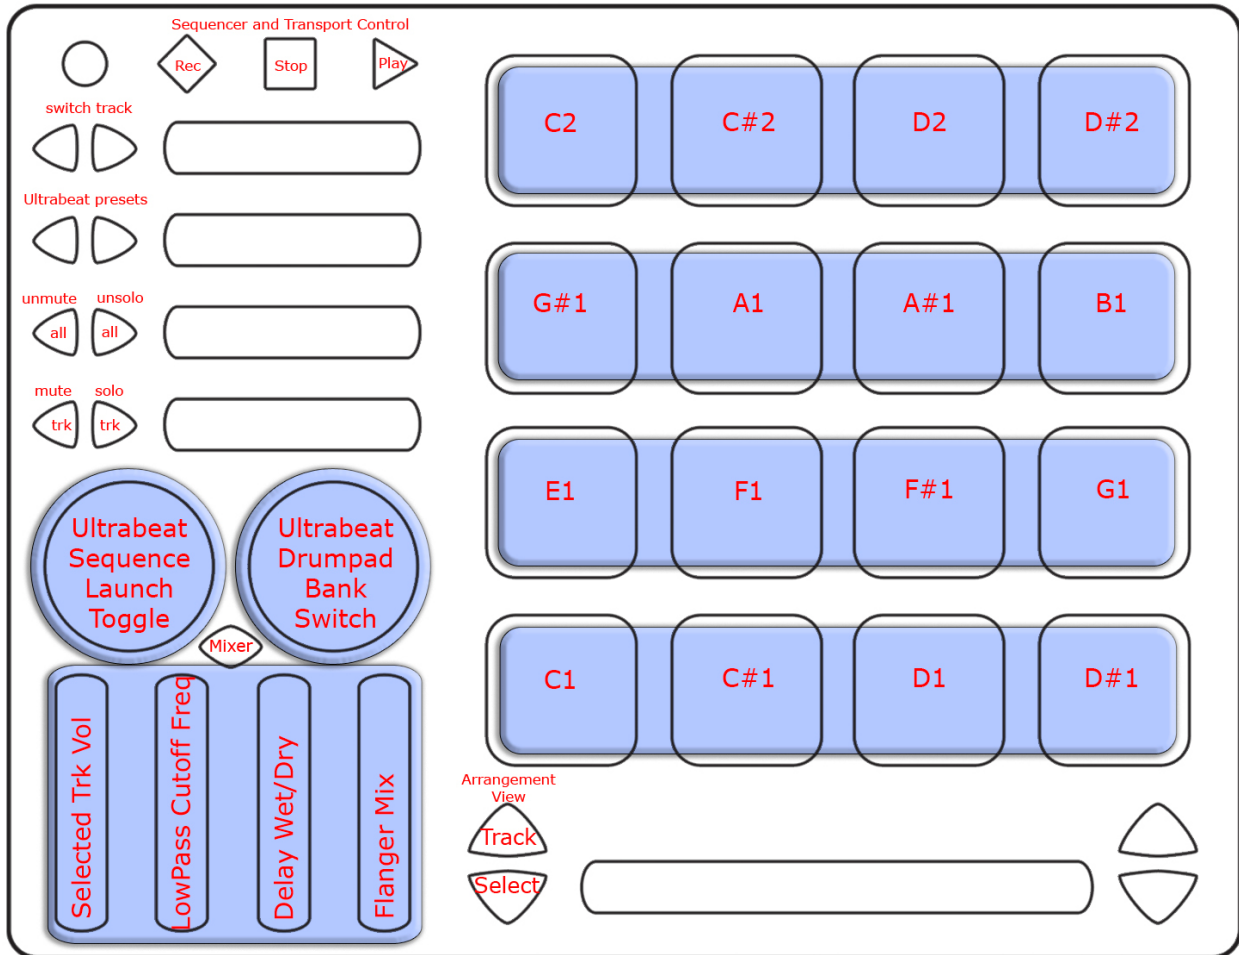 Sequencer and Transport Control
Rec
Stop
Play
switch track
Ultrabeat presets
unmute
unsolo
all
all
mute
solo
trk
trk
Ultrabeat
Sequence
Launch
Toggle
Ultrabeat
Drumpad
Bank
Switch
Mixer
Selected Trk Vol
LowPass Cutoff Freq
Delay Wet/Dry
Flanger Mix
C2
C#2
D2
D#2
G#1
A1
A#1
B1
E1
F1
F#1
G1
C1
C#1
D1
D#1
Arrangement
View
Track
Select